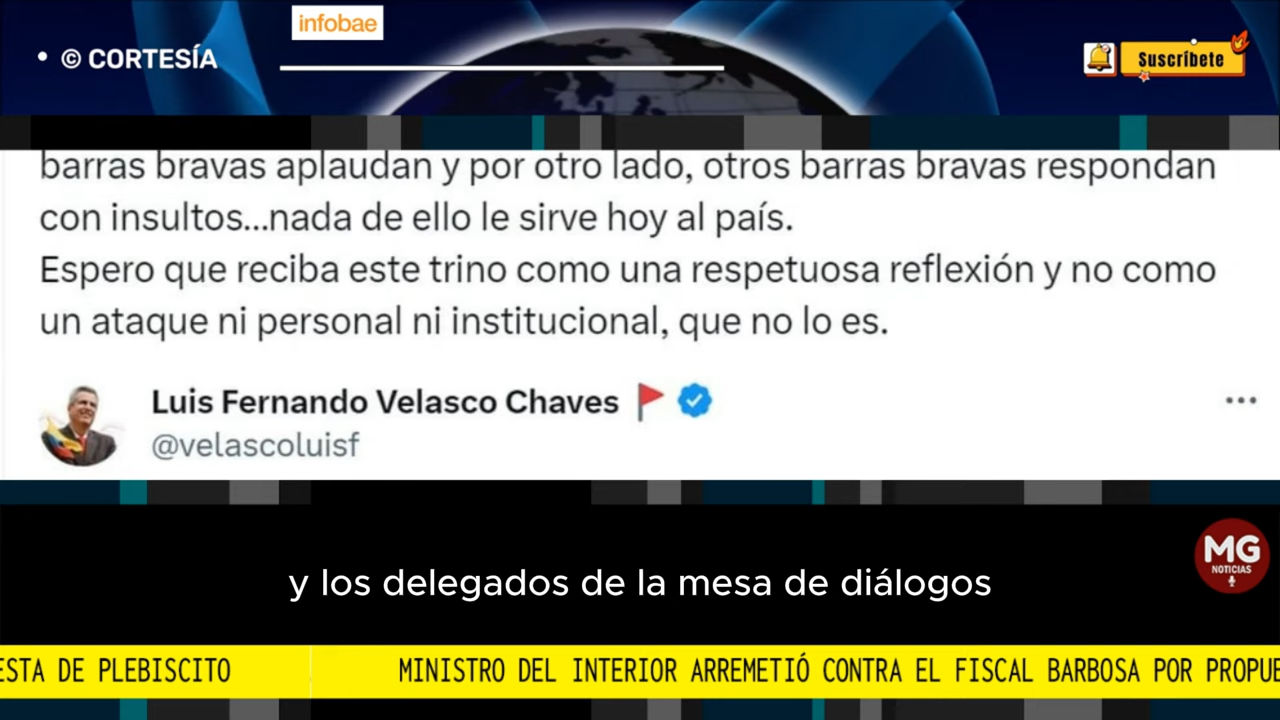 infobae
• © CORTESÍA
Suscríbete
barras bravas aplaudan y por otro lado, otros barras bravas respondan
con insultos...nada de ello le sirve hoy al país.
Espero que reciba este trino como una respetuosa reflexión y no como
un ataque ni personal ni institucional, que no lo es.
Luis Fernando Velasco Chaves
@velascoluisf
MG
NOTICIAS
y los delegados de la mesa de diálogos
ESTA DE PLEBISCITO MINISTRO DEL INTERIOR ARREMETIÓ CONTRA EL FISCAL BARBOSA POR PROPUE